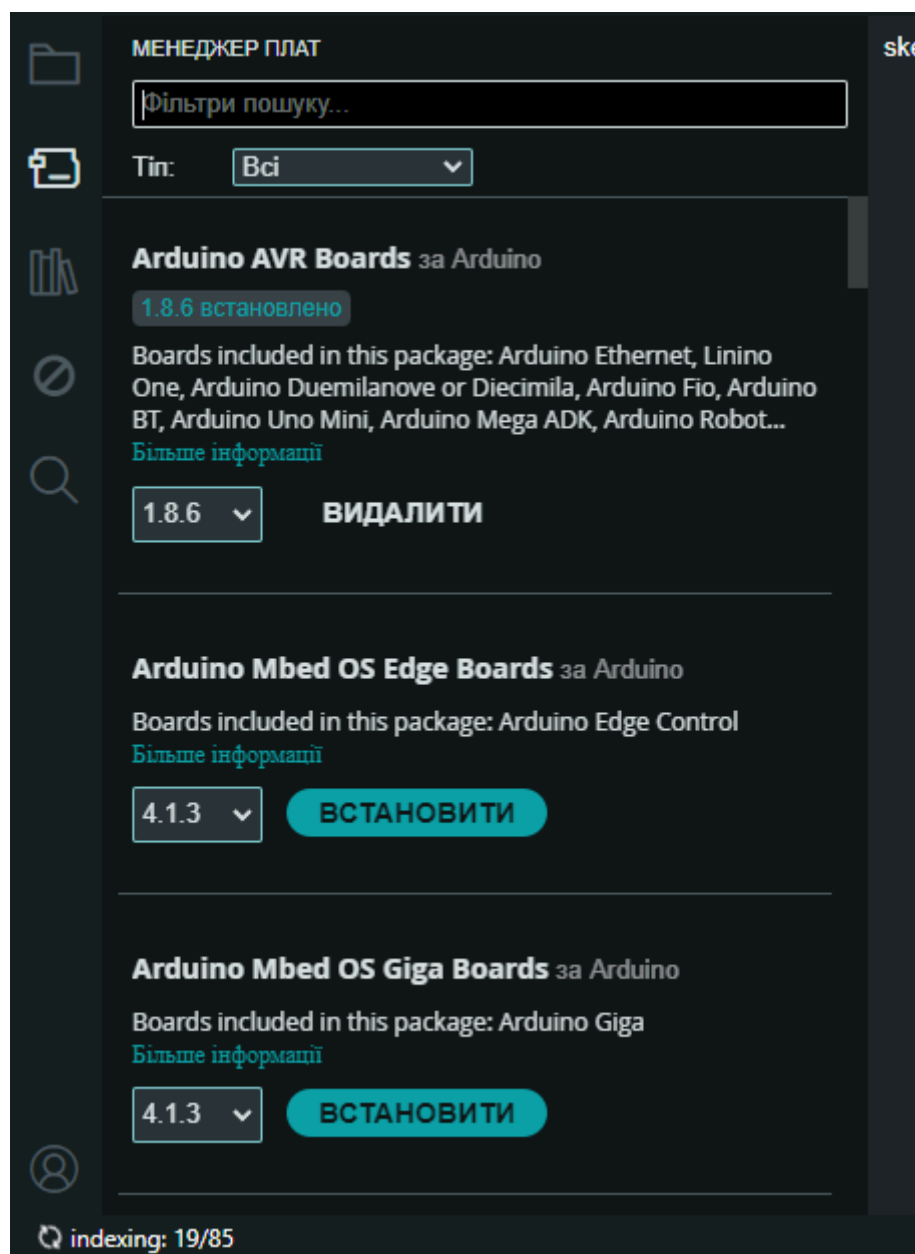 МЕНЕДЖЕР ПЛАТ
ske
Фільтри пошуку...
Тіп: Всі
Arduino AVR Boards за Arduino
1.8.6 встановлено
Boards included in this package: Arduino Ethernet, Linino
One, Arduino Duemilanove or Diecimila, Arduino Fio, Arduino
BT, Arduino Uno Mini, Arduino Mega ADK, Arduino Robot...
Більше інформації
1.8.6 ВИДАЛИТИ
Arduino Mbed OS Edge Boards за Arduino
Boards included in this package: Arduino Edge Control
Більше інформації
4.1.3 ВСТАНОВИТИ
Arduino Mbed OS Giga Boards за Arduino
Boards included in this package: Arduino Giga
Більше інформації
4.1.3 ВСТАНОВИТИ
indexing: 19/85